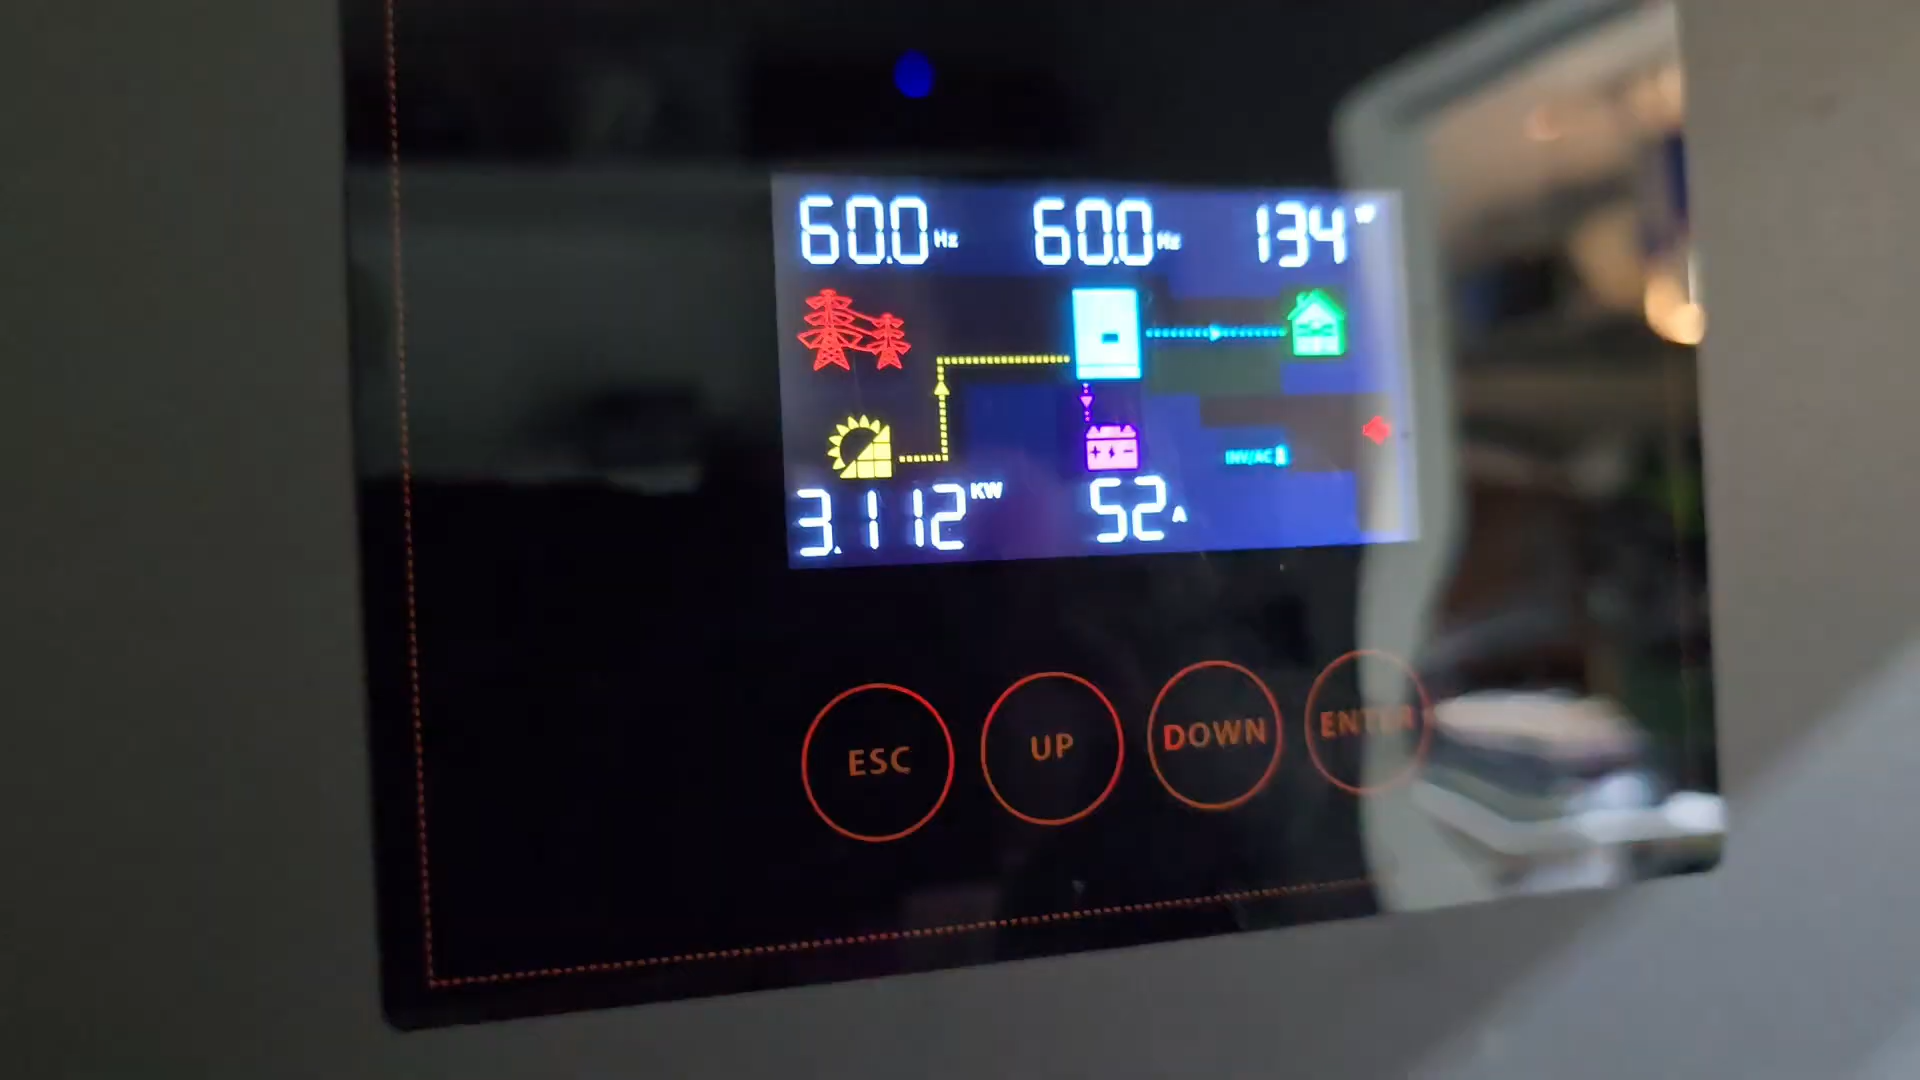 60.0 Hz 60.0 Hz 134 W
INV/AC
3.112 KW 52 A
ESC UP DOWN ENTER